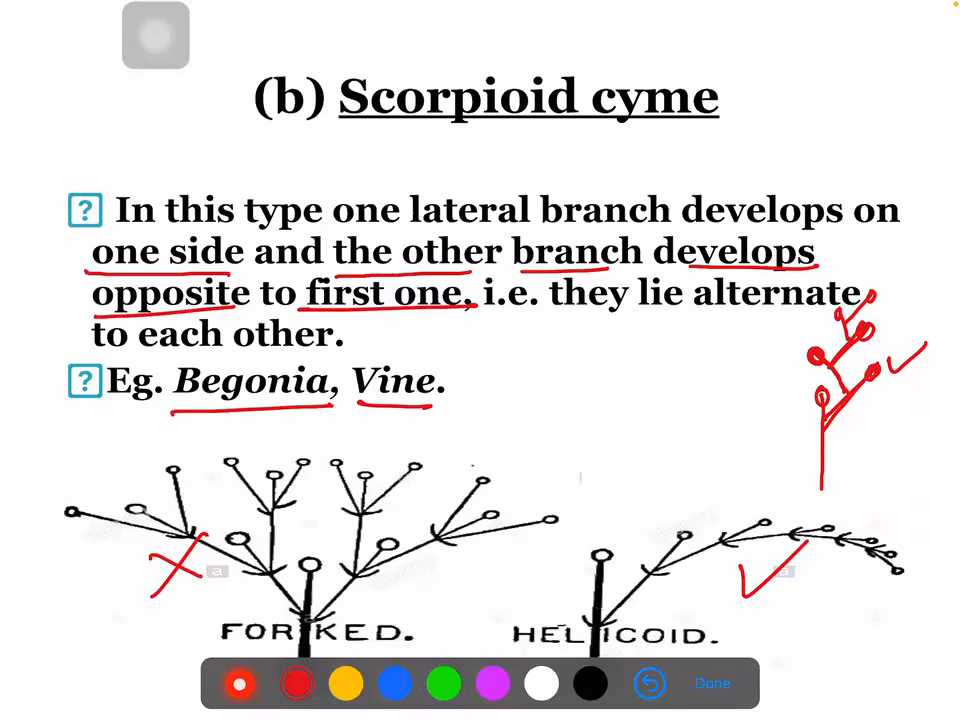 (b) Scorpioid cyme
In this type one lateral branch develops on
one side and the other branch develops
opposite to first one, i.e. they lie alternate
to each other.
Eg. Begonia, Vine.
FORKED. HELICOID.
Done